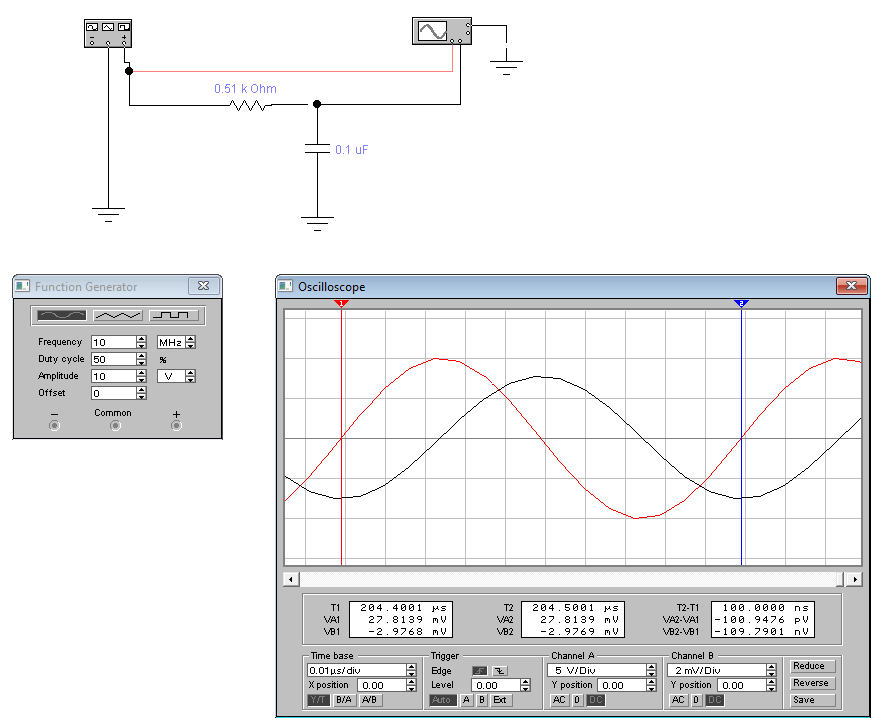 0.51 k Ohm
0.1 uF
Function Generator
Frequency 10 MHz
Duty cycle 50 %
Amplitude 10 V
Offset 0
− Common +
Oscilloscope
1 2
T1 204.4001 µs T2 204.5001 µs T2-T1 100.0000 ns
VA1 27.8139 mV VA2 27.8139 mV VA2-VA1 -100.9476 pV
VB1 -2.9768 mV VB2 -2.9768 mV VB2-VB1 -109.7901 nV
Time base Trigger Channel A Channel B
0.01µs/div Edge 5 V/Div 2 mV/Div Reduce
X position 0.00 Level 0.00 Y position 0.00 Y position 0.00 Reverse
Y/T B/A A/B Auto A B Ext AC 0 DC AC 0 DC Save